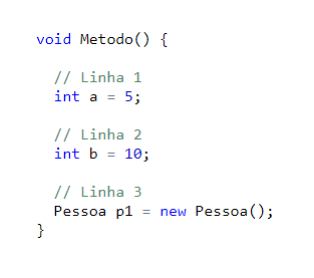 void Metodo() {
// Linha 1
int a = 5;
// Linha 2
int b = 10;
// Linha 3
Pessoa p1 = new Pessoa();
}